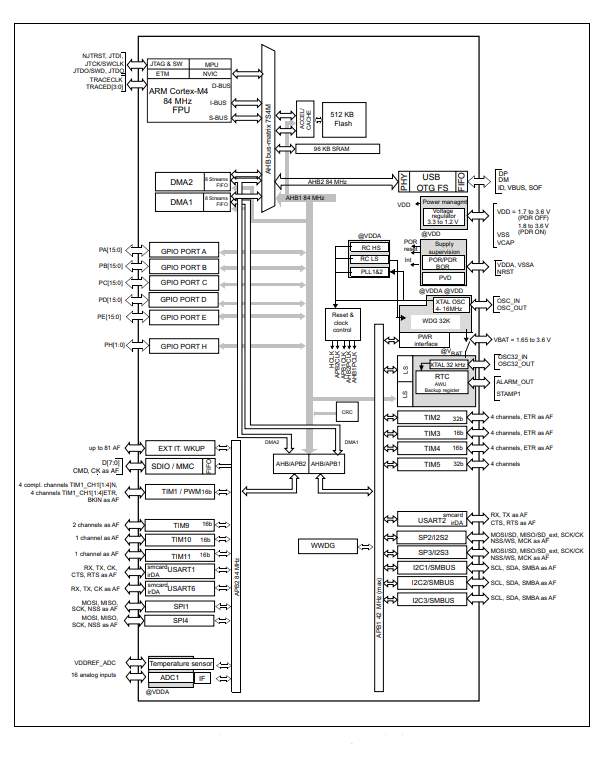 NJTRST, JTDI,
JTCK/SWCLK
JTDO/SWD, JTDO
TRACECLK
TRACED[3:0]
JTAG & SW
MPU
ETM
NVIC
ARM Cortex-M4
84 MHz
FPU
D-BUS
I-BUS
S-BUS
AHB bus-matrix 7S4M
ACCEL/
CACHE
512 KB
Flash
96 KB SRAM
DMA2
8 Streams
FIFO
DMA1
8 Streams
FIFO
AHB2 84 MHz
AHB1 84 MHz
PHY
USB
OTG FS
FIFO
DP
DM
ID, VBUS, SOF
Power managmt
VDD
Voltage
regulator
3.3 to 1.2 V
VDD = 1.7 to 3.6 V
(PDR OFF)
1.8 to 3.6 V
(PDR ON)
VSS
VCAP
@VDD
@VDDA
POR
reset
Int
Supply
supervision
POR/PDR
BOR
PVD
VDDA, VSSA
NRST
RC HS
RC LS
PLL1&2
PA[15:0]
GPIO PORT A
PB[15:0]
GPIO PORT B
PC[15:0]
GPIO PORT C
PD[15:0]
GPIO PORT D
PE[15:0]
GPIO PORT E
PH[1:0]
GPIO PORT H
@VDDA
@VDD
XTAL OSC
4- 16MHz
OSC_IN
OSC_OUT
WDG 32K
Reset &
clock
control
PWR
interface
VBAT = 1.65 to 3.6 V
@VBAT
HCLK
APB2CLK
APB1CLK
AHB2PCLK
AHB1PCLK
LS
LS
XTAL 32 kHz
OSC32_IN
OSC32_OUT
RTC
AWU
Backup register
ALARM_OUT
STAMP1
CRC
TIM2
32b
4 channels, ETR as AF
TIM3
16b
4 channels, ETR as AF
TIM4
16b
4 channels, ETR as AF
TIM5
32b
4 channels
DMA2
DMA1
AHB/APB2
AHB/APB1
up to 81 AF
EXT IT. WKUP
D[7:0]
CMD, CK as AF
SDIO / MMC
FIFO
4 compl. channels TIM1_CH1[1:4]N,
4 channels TIM1_CH1[1:4]ETR,
BKIN as AF
TIM1 / PWM
16b
2 channels as AF
TIM9
16b
1 channel as AF
TIM10
16b
1 channel as AF
TIM11
16b
RX, TX, CK,
CTS, RTS as AF
smcard
irDA
USART1
RX, TX, CK as AF
smcard
irDA
USART6
MOSI, MISO,
SCK, NSS as AF
SPI1
MOSI, MISO,
SCK, NSS as AF
SPI4
APB2 84 MHz
WWDG
APB1 42 MHz (max)
smcard
irDA
USART2
RX, TX as AF
CTS, RTS as AF
SP2/I2S2
MOSI/SD, MISO/SD_ext, SCK/CK
NSS/WS, MCK as AF
SP3/I2S3
MOSI/SD, MISO/SD_ext, SCK/CK
NSS/WS, MCK as AF
I2C1/SMBUS
SCL, SDA, SMBA as AF
I2C2/SMBUS
SCL, SDA, SMBA as AF
I2C3/SMBUS
SCL, SDA, SMBA as AF
VDDREF_ADC
Temperature sensor
16 analog inputs
ADC1
IF
@VDDA